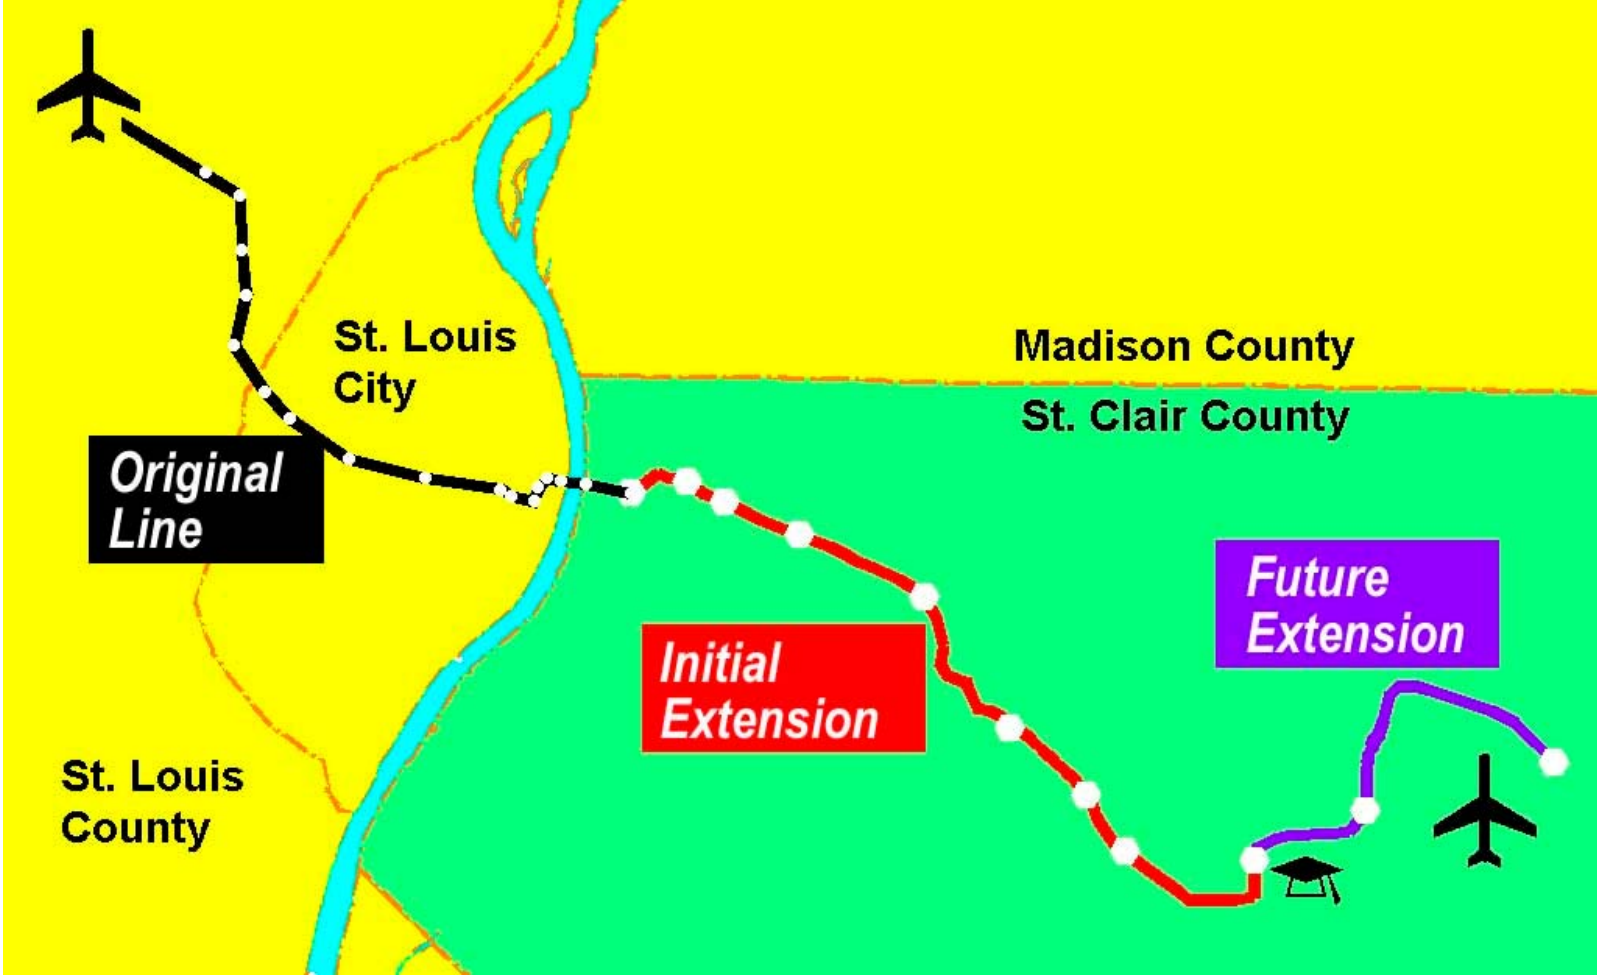 St. Louis
City
Madison County
St. Clair County
Original
Line
Future
Extension
Initial
Extension
St. Louis
County